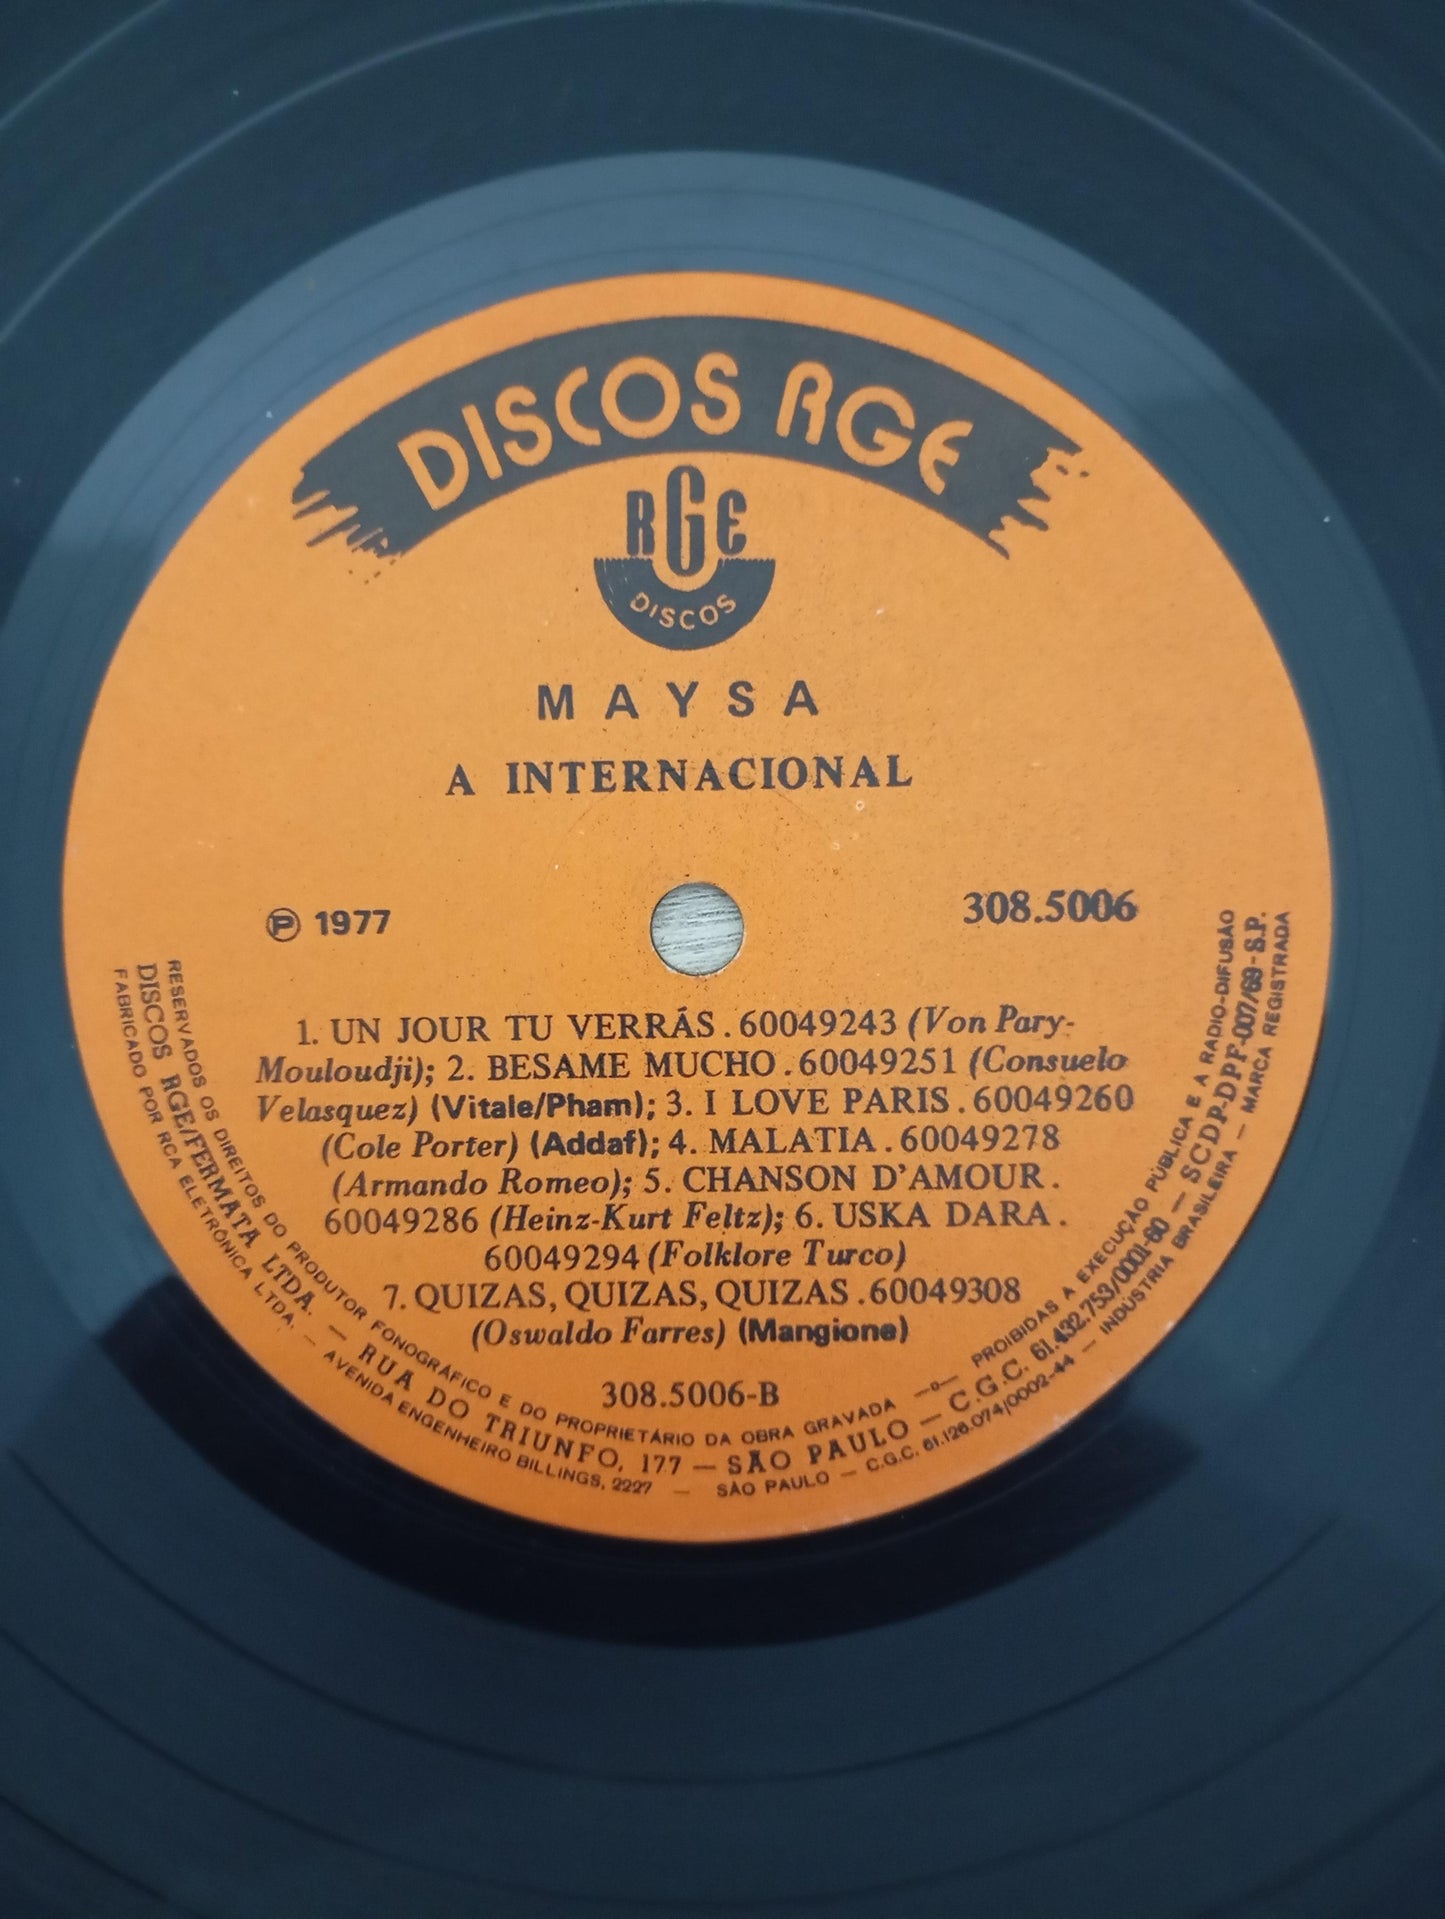 DISCOS RGE
RGE
DISCOS
MAYSA
A INTERNACIONAL
Ⓟ 1977
308.5006
1. UN JOUR TU VERRÁS . 60049243 (Von Pary-
Mouloudji); 2. BESAME MUCHO . 60049251 (Consuelo
Velasquez) (Vitale/Pham); 3. I LOVE PARIS . 60049260
(Cole Porter) (Addaf); 4. MALATIA . 60049278
(Armando Romeo); 5. CHANSON D'AMOUR .
60049286 (Heinz-Kurt Feltz); 6. USKA DARA .
60049294 (Folklore Turco)
7. QUIZAS, QUIZAS, QUIZAS . 60049308
(Oswaldo Farres) (Mangione)
308.5006-B
RESERVADOS OS DIREITOS DO PRODUTOR FONOGRÁFICO E DO PROPRIETÁRIO DA OBRA GRAVADA —o— PROIBIDAS A EXECUÇÃO PÚBLICA E A RADIO-DIFUSÃO
DISCOS RGE/FERMATA LTDA. — RUA DO TRIUNFO, 177 — SÃO PAULO — C.G.C. 61.432.753/0001-60 — SCDP-DPF-007/69 - S.P.
FABRICADO POR RCA ELETRÔNICA LTDA. — AVENIDA ENGENHEIRO BILLINGS, 2227 — SÃO PAULO — C.G.C. 61.126.074/0002-44 — INDÚSTRIA BRASILEIRA — MARCA REGISTRADA